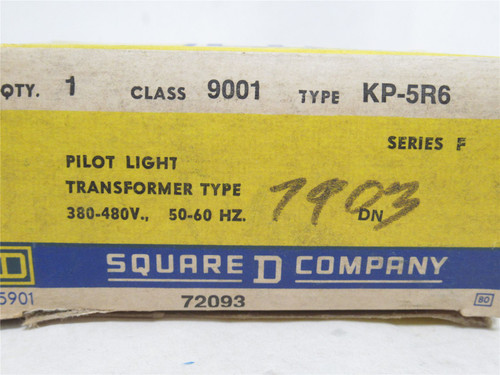 QTY. 1 CLASS 9001 TYPE KP-5R6
SERIES F
PILOT LIGHT
TRANSFORMER TYPE
380-480V., 50-60 HZ.
7903
DN
D SQUARE D COMPANY
5901 72093 BO